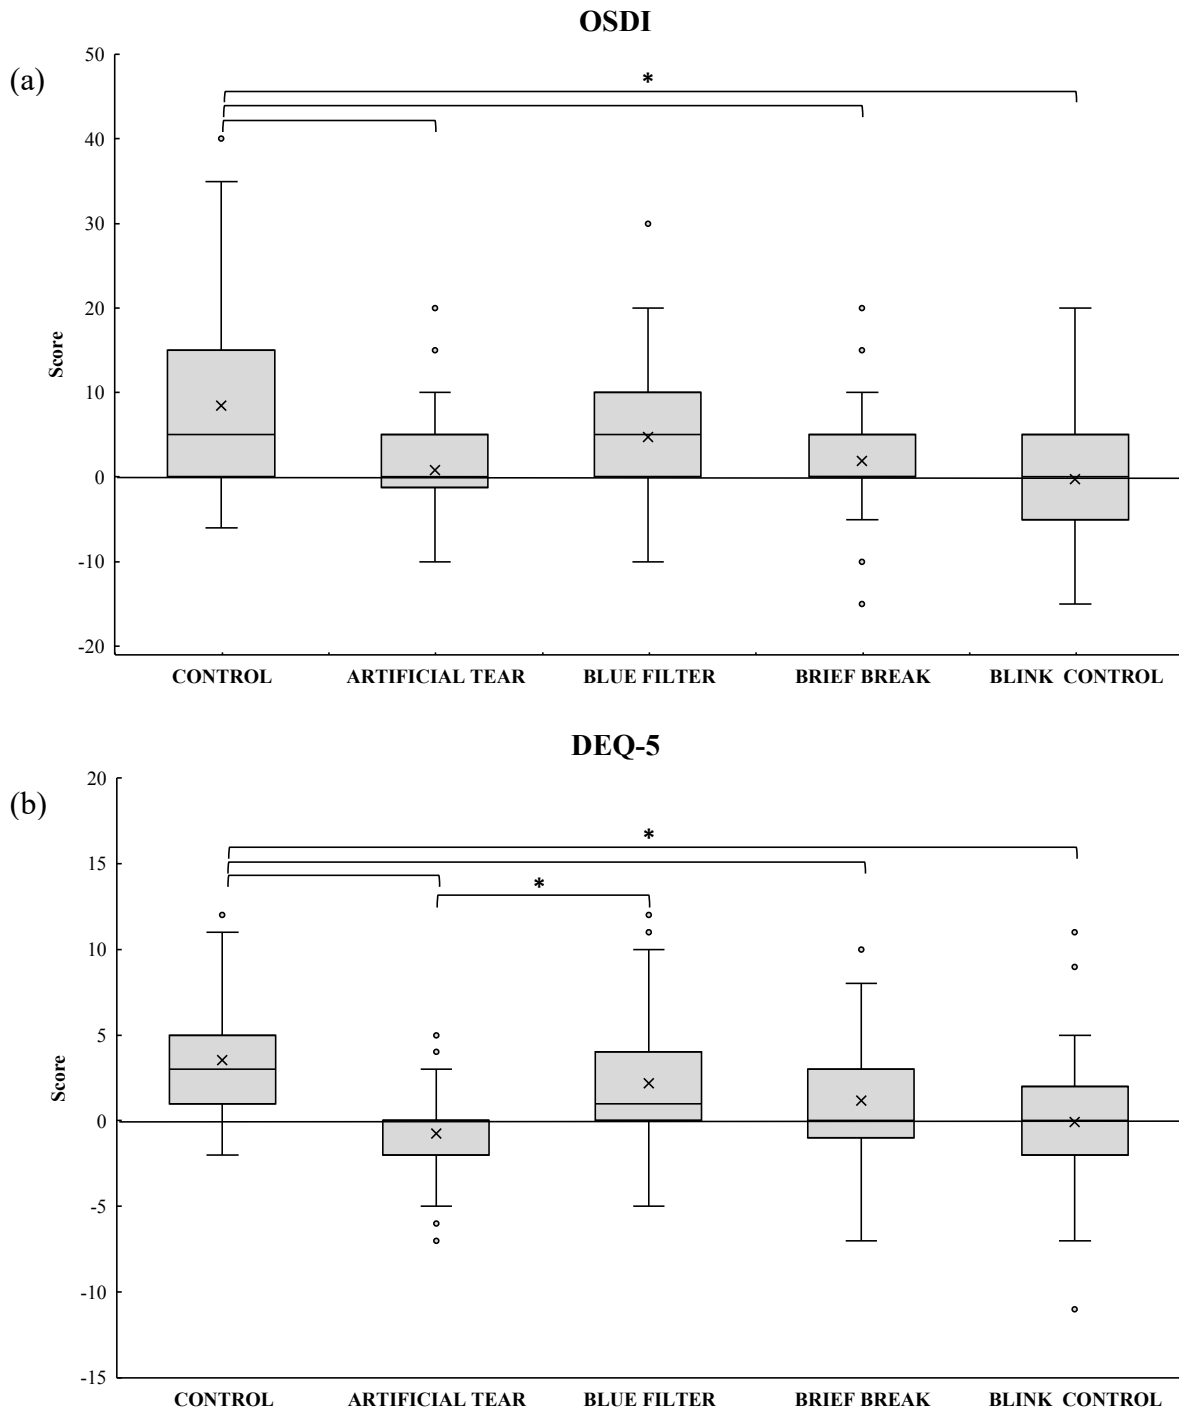 OSDI
(a)
50
*
40
30
20
Score
10
0
-10
-20
CONTROL ARTIFICIAL TEAR BLUE FILTER BRIEF BREAK BLINK CONTROL
DEQ-5
20
(b)
*
15
*
10
5
Score
0
-5
-10
-15
CONTROL ARTIFICIAL TEAR BLUE FILTER BRIEF BREAK BLINK CONTROL